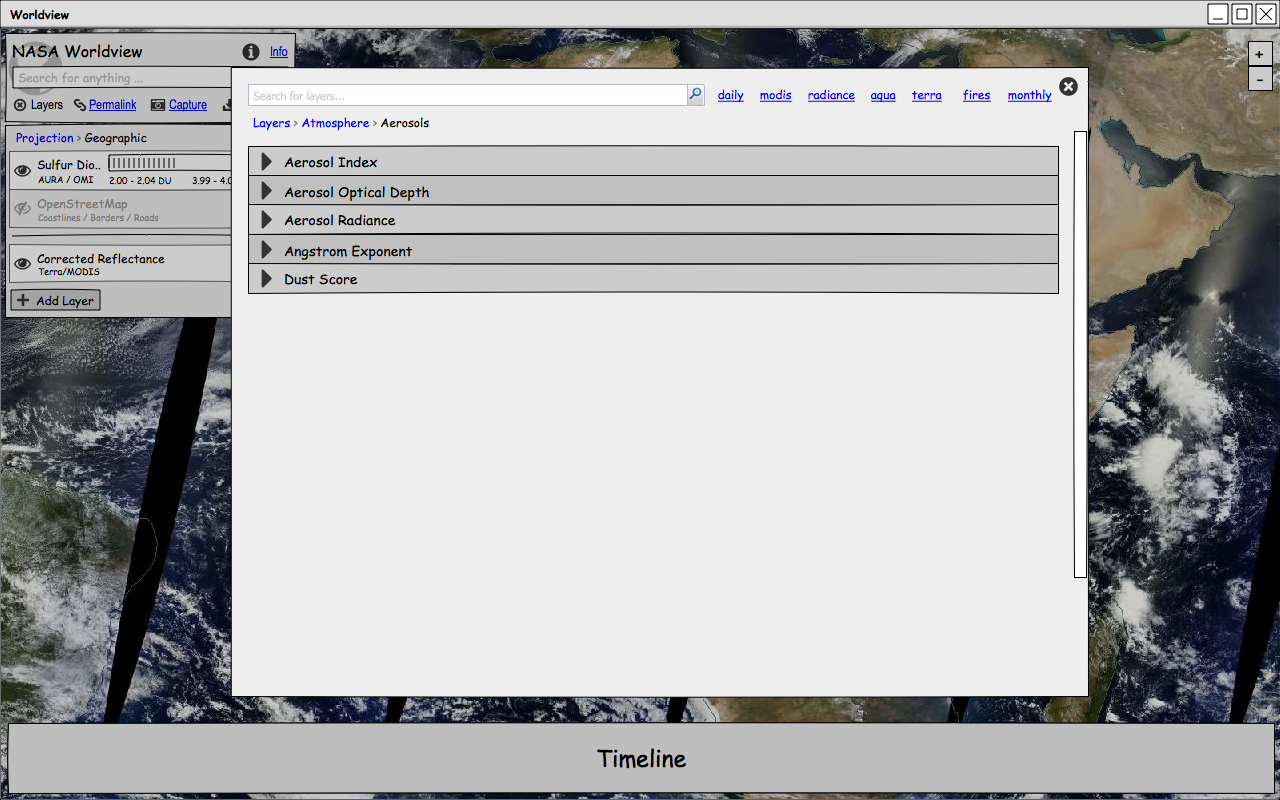 Worldview
NASA Worldview
Info
Search for anything ...
Layers Permalink Capture
Projection > Geographic
Sulfur Dio..
AURA / OMI 2.00 - 2.04 DU 3.99 - 4.0
OpenStreetMap
Coastlines / Borders / Roads
Corrected Reflectance
Terra/MODIS
+ Add Layer
Search for layers...
daily modis radiance aqua terra fires monthly
Layers > Atmosphere > Aerosols
Aerosol Index
Aerosol Optical Depth
Aerosol Radiance
Angstrom Exponent
Dust Score
+
-
Timeline